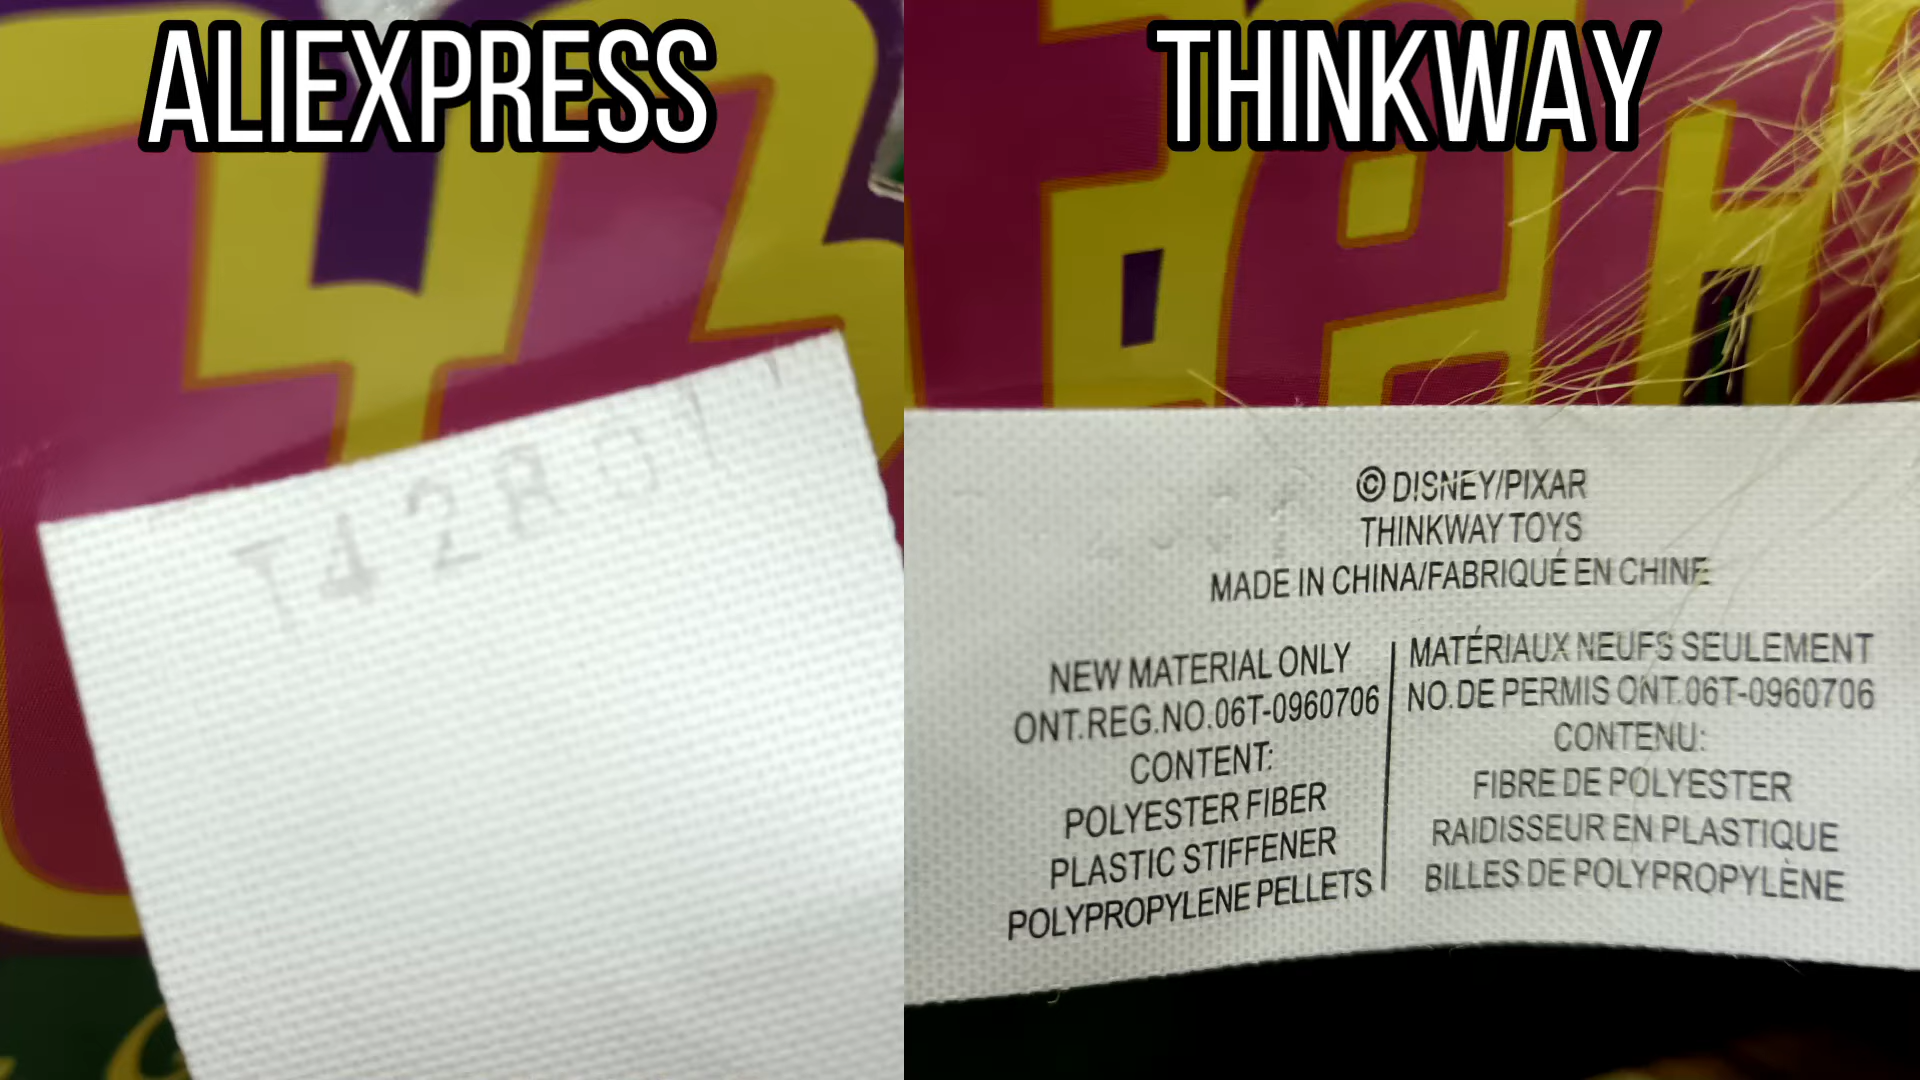 ALIEXPRESS
THINKWAY
© DISNEY/PIXAR
THINKWAY TOYS
MADE IN CHINA/FABRIQUÉ EN CHINE
NEW MATERIAL ONLY
ONT.REG.NO.06T-0960706
CONTENT:
POLYESTER FIBER
PLASTIC STIFFENER
POLYPROPYLENE PELLETS
MATÉRIAUX NEUFS SEULEMENT
NO.DE PERMIS ONT.06T-0960706
CONTENU:
FIBRE DE POLYESTER
RAIDISSEUR EN PLASTIQUE
BILLES DE POLYPROPYLÈNE